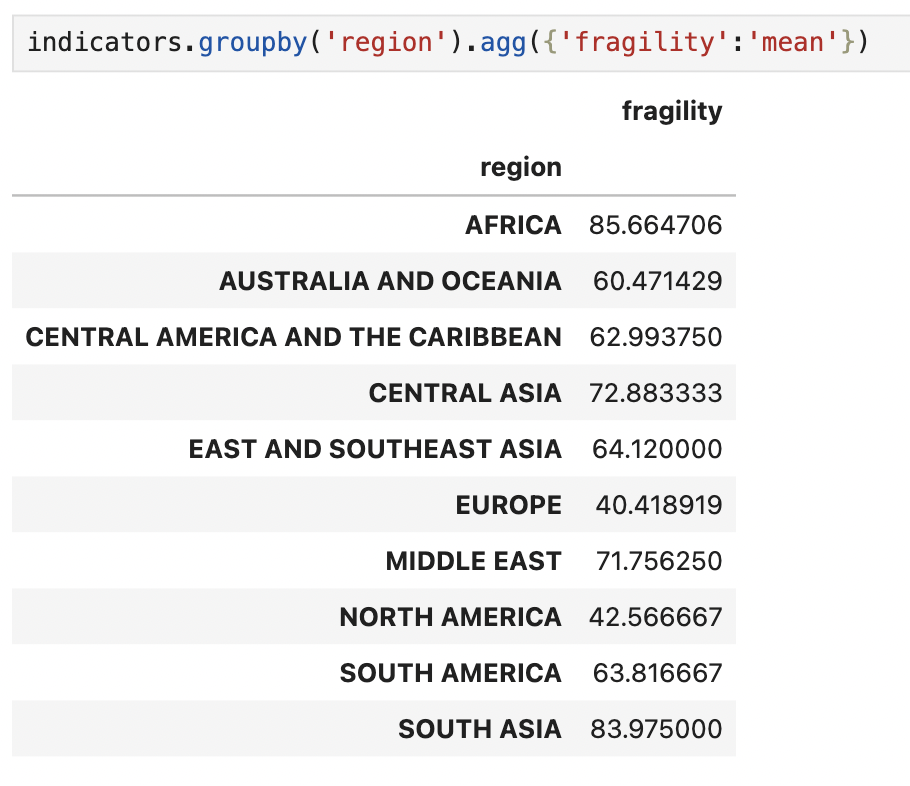 indicators.groupby('region').agg({'fragility':'mean'})
fragility
region
AFRICA 85.664706
AUSTRALIA AND OCEANIA 60.471429
CENTRAL AMERICA AND THE CARIBBEAN 62.993750
CENTRAL ASIA 72.883333
EAST AND SOUTHEAST ASIA 64.120000
EUROPE 40.418919
MIDDLE EAST 71.756250
NORTH AMERICA 42.566667
SOUTH AMERICA 63.816667
SOUTH ASIA 83.975000